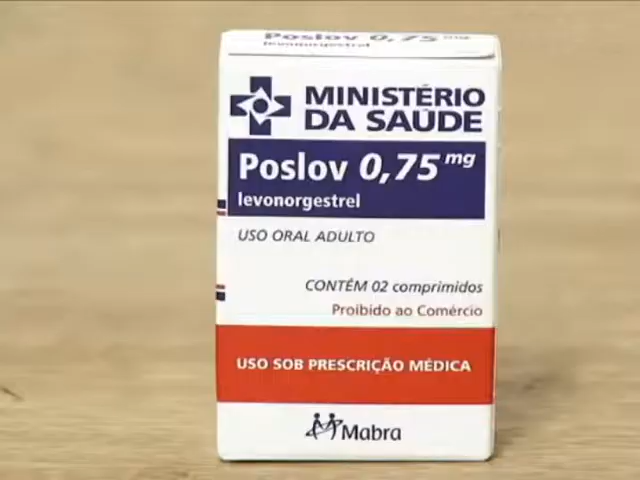 Poslov 0,75 mg
levonorgestrel
MINISTÉRIO
DA SAÚDE
Poslov 0,75 mg
levonorgestrel
USO ORAL ADULTO
CONTÉM 02 comprimidos
Proibido ao Comércio
USO SOB PRESCRIÇÃO MÉDICA
Mabra